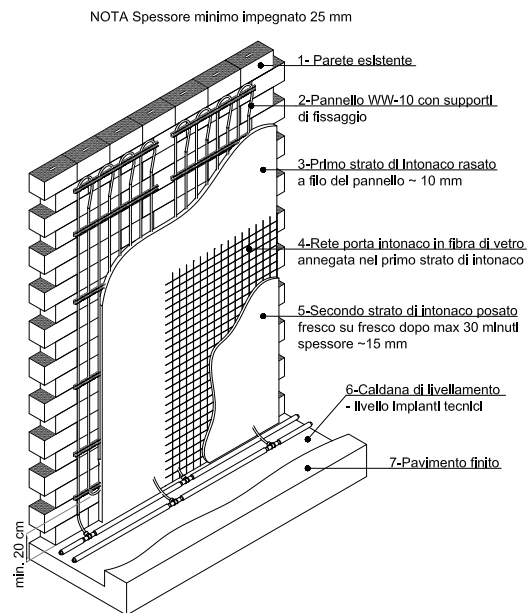 NOTA Spessore minimo impegnato 25 mm
1- Parete esistente
2-Pannello WW-10 con supporti
di fissaggio
3-Primo strato di intonaco rasato
a filo del pannello ~ 10 mm
4-Rete porta intonaco in fibra di vetro
annegata nel primo strato di intonaco
5-Secondo strato di intonaco posato
fresco su fresco dopo max 30 minuti
spessore ~15 mm
6-Caldana di livellamento
- livello impianti tecnici
7-Pavimento finito
min. 20 cm